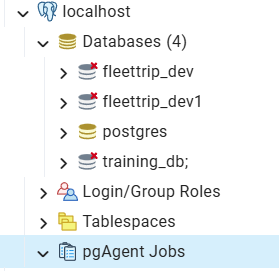 localhost
Databases (4)
fleettrip_dev
fleettrip_dev1
postgres
training_db;
Login/Group Roles
Tablespaces
pgAgent Jobs